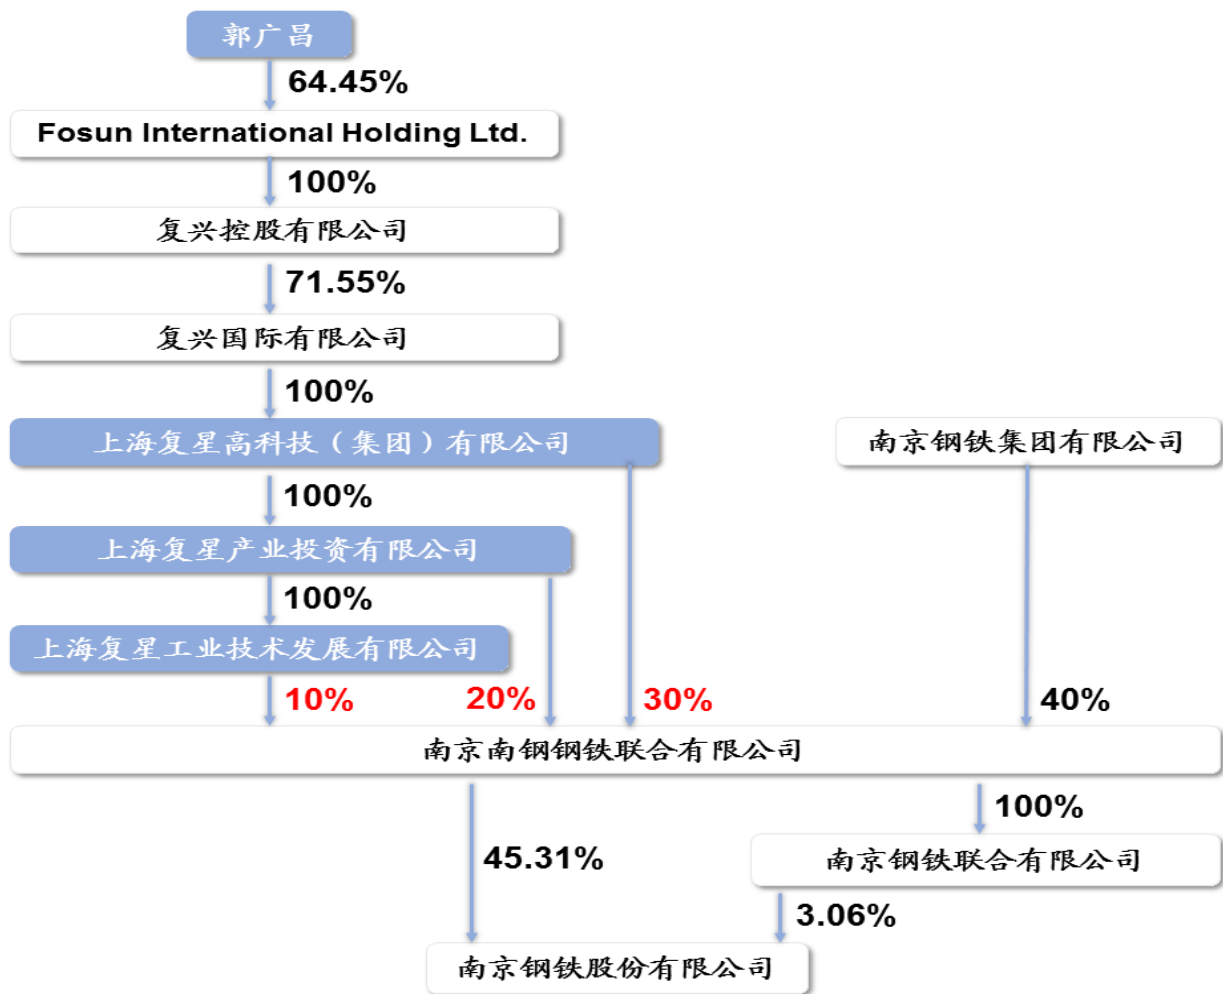 郭广昌
64.45%
Fosun International Holding Ltd.
100%
复兴控股有限公司
71.55%
复兴国际有限公司
100%
上海复星高科技（集团）有限公司
南京钢铁集团有限公司
100%
上海复星产业投资有限公司
100%
上海复星工业技术发展有限公司
10%
20%
30%
40%
南京南钢钢铁联合有限公司
100%
45.31%
南京钢铁联合有限公司
3.06%
南京钢铁股份有限公司